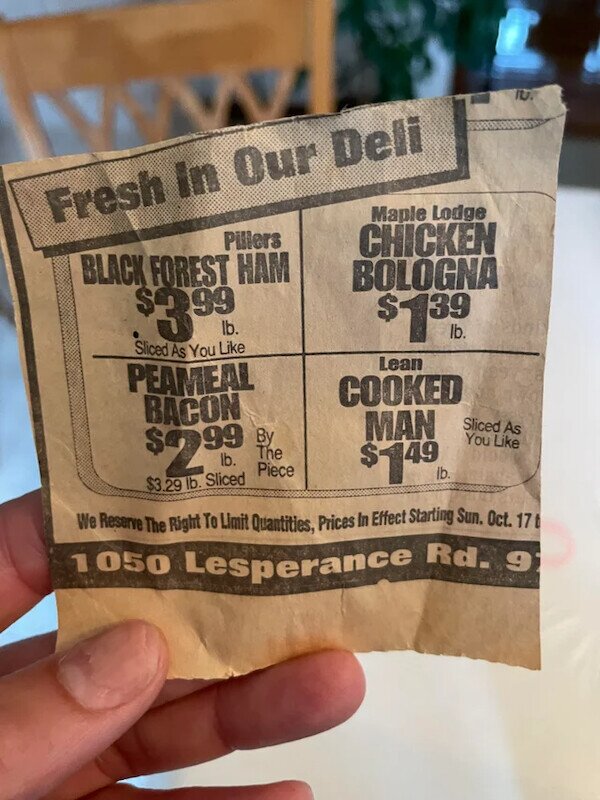 Fresh In Our Deli
Pillers
BLACK FOREST HAM
$3.99
lb.
Sliced As You Like
Maple Lodge
CHICKEN
BOLOGNA
$1.39
lb.
PEAMEAL
BACON
$2.99
lb.
By
The
Piece
$3.29 lb. Sliced
Lean
COOKED
MAN
$1.49
lb.
Sliced As
You Like
We Reserve The Right To Limit Quantities, Prices In Effect Starting Sun. Oct. 17 t
1050 Lesperance Rd. 9